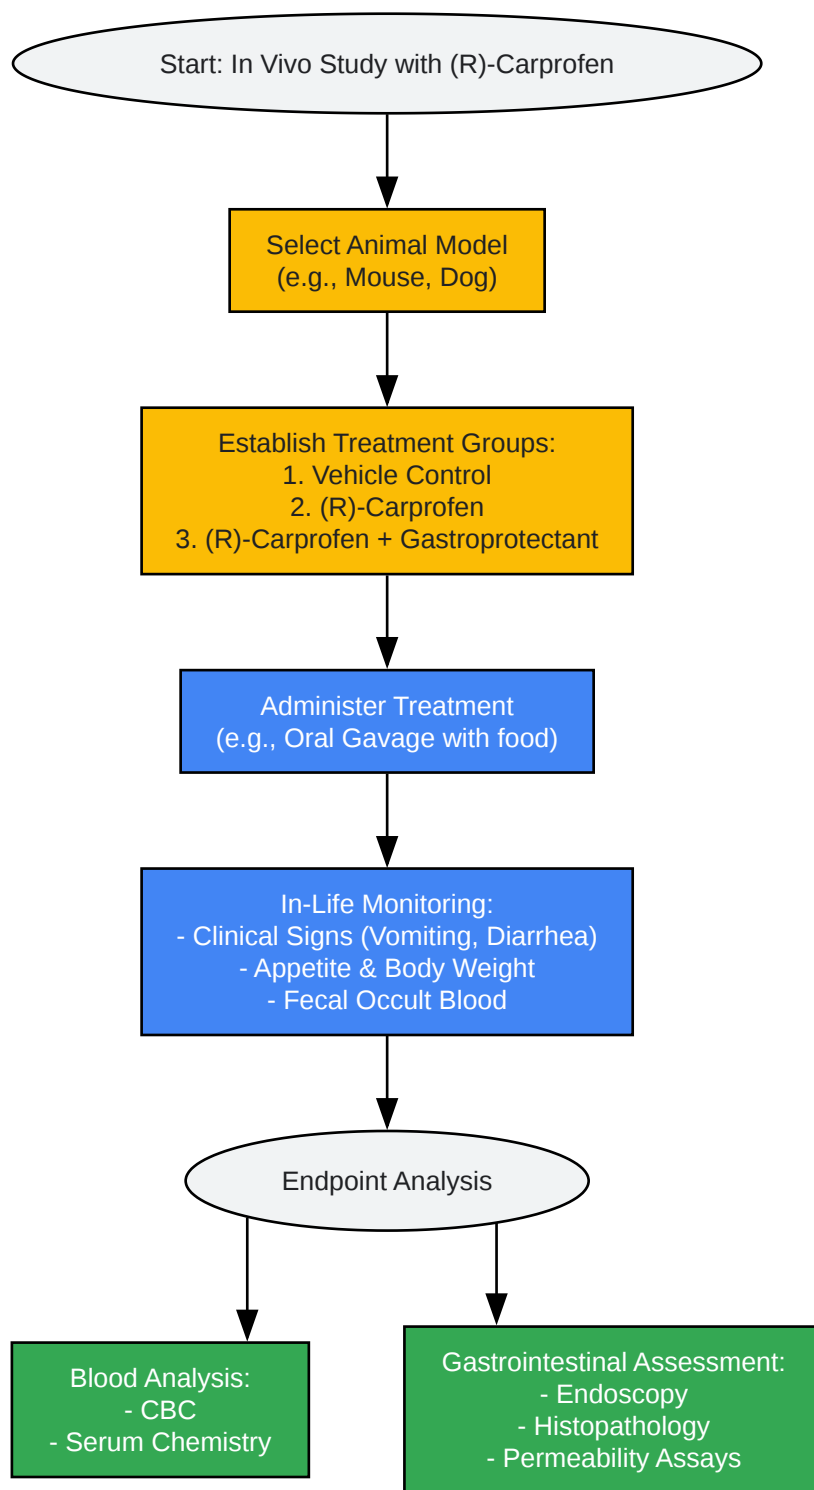 Start: In Vivo Study with (R)-Carprofen
Select Animal Model
(e.g., Mouse, Dog)
Establish Treatment Groups:
1. Vehicle Control
2. (R)-Carprofen
3. (R)-Carprofen + Gastroprotectant
Administer Treatment
(e.g., Oral Gavage with food)
In-Life Monitoring:
- Clinical Signs (Vomiting, Diarrhea)
- Appetite & Body Weight
- Fecal Occult Blood
Endpoint Analysis
Blood Analysis:
- CBC
- Serum Chemistry
Gastrointestinal Assessment:
- Endoscopy
- Histopathology
- Permeability Assays